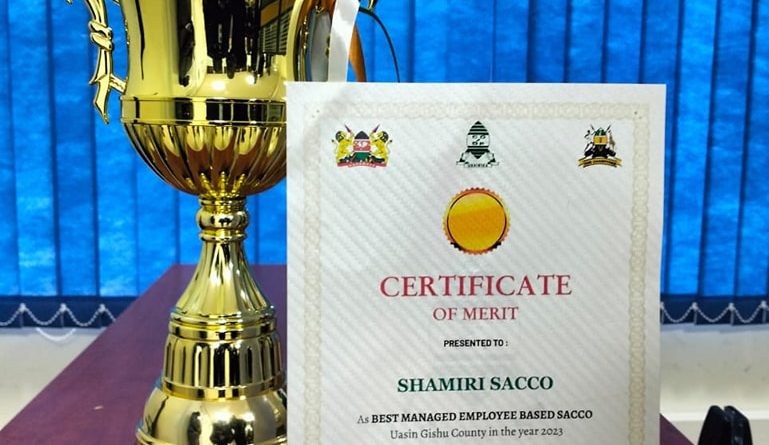 CERTIFICATE
OF MERIT
PRESENTED TO :
SHAMIRI SACCO
As BEST MANAGED EMPLOYEE BASED SACCO
Uasin Gishu County in the year 2023